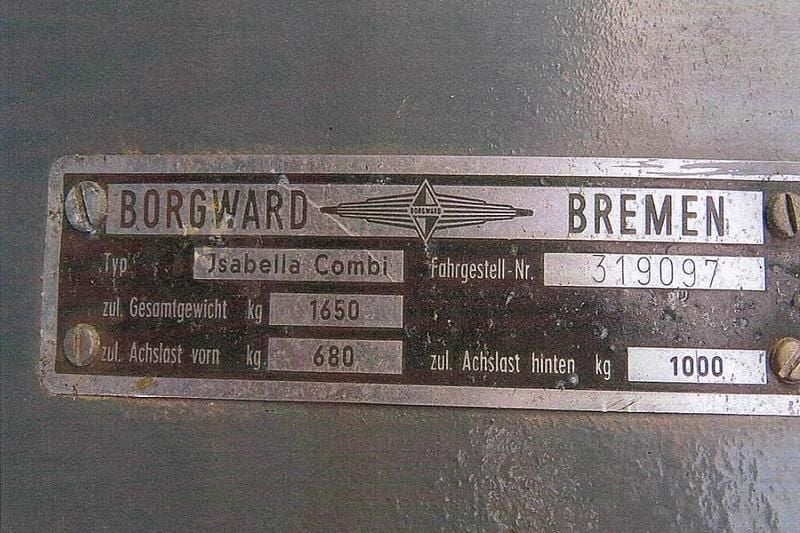 BORGWARD BORGWARD BREMEN
Typ Jsabella Combi Fahrgestell-Nr. 319097
zul. Gesamtgewicht kg 1650
zul. Achslast vorn kg 680 zul. Achslast hinten kg 1000